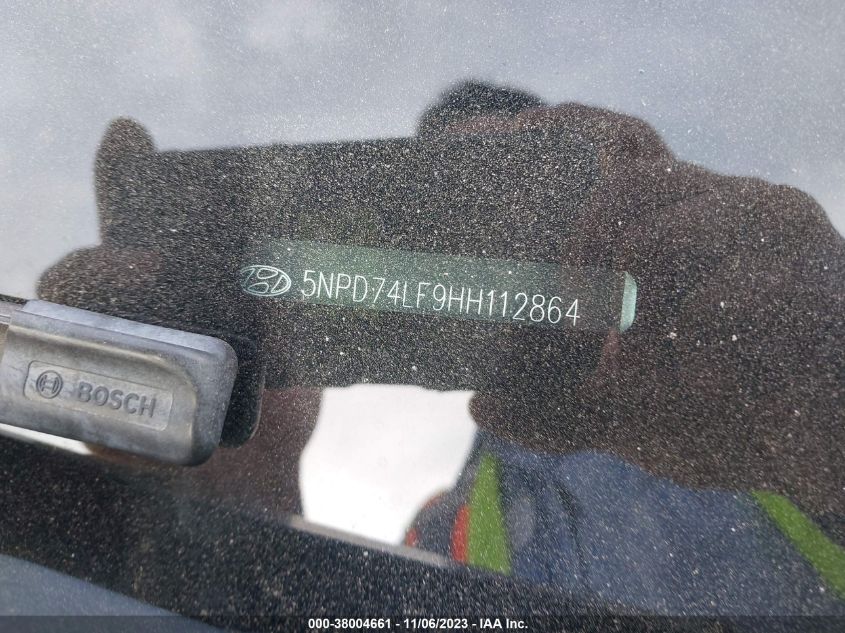 5NPD74LF9HH112864
BOSCH
000-38004661 - 11/06/2023 - IAA Inc.